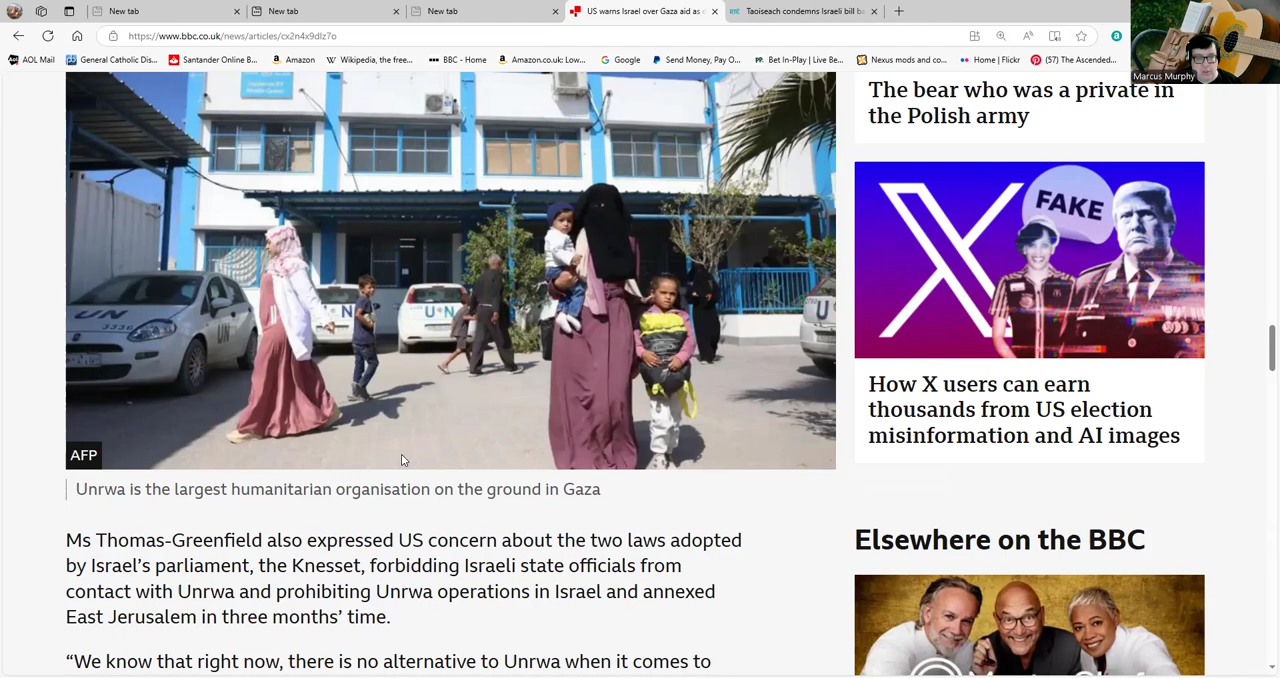 New tab
New tab
New tab
US warns Israel over Gaza aid as d
RTÉ
Taoiseach condemns Israeli bill ba
https://www.bbc.co.uk/news/articles/cx2n4x9dlz7o
AOL Mail
General Catholic Dis...
Santander Online B...
Amazon
Wikipedia, the free...
BBC - Home
Amazon.co.uk: Low...
Google
Send Money, Pay O...
Bet In-Play | Live Be...
Nexus mods and co...
Home | Flickr
(57) The Ascended...
Marcus Murphy
UN
3336
UN
UN
U
AFP
Unrwa is the largest humanitarian organisation on the ground in Gaza
Ms Thomas-Greenfield also expressed US concern about the two laws adopted
by Israel’s parliament, the Knesset, forbidding Israeli state officials from
contact with Unrwa and prohibiting Unrwa operations in Israel and annexed
East Jerusalem in three months’ time.
“We know that right now, there is no alternative to Unrwa when it comes to
The bear who was a private in
the Polish army
X
FAKE
How X users can earn
thousands from US election
misinformation and AI images
Elsewhere on the BBC